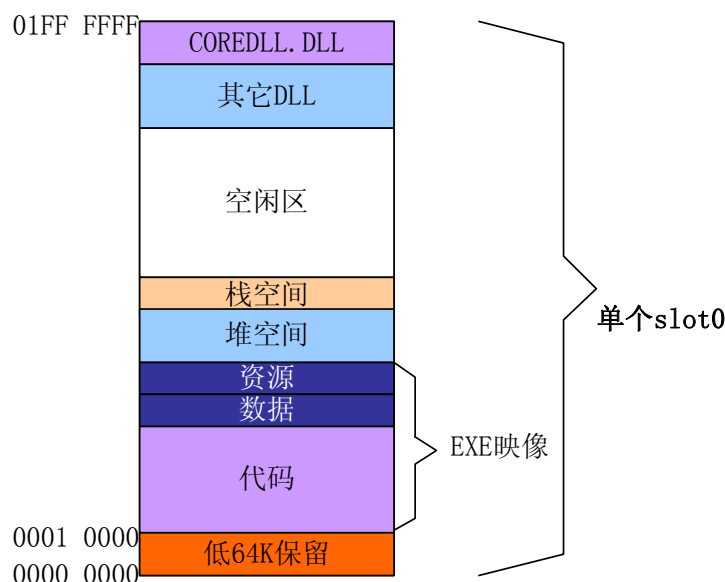 01FF FFFF
COREDLL.DLL
其它DLL
空闲区
栈空间
单个slot0
堆空间
资源
数据
EXE映像
代码
0001 0000
低64K保留
0000 0000